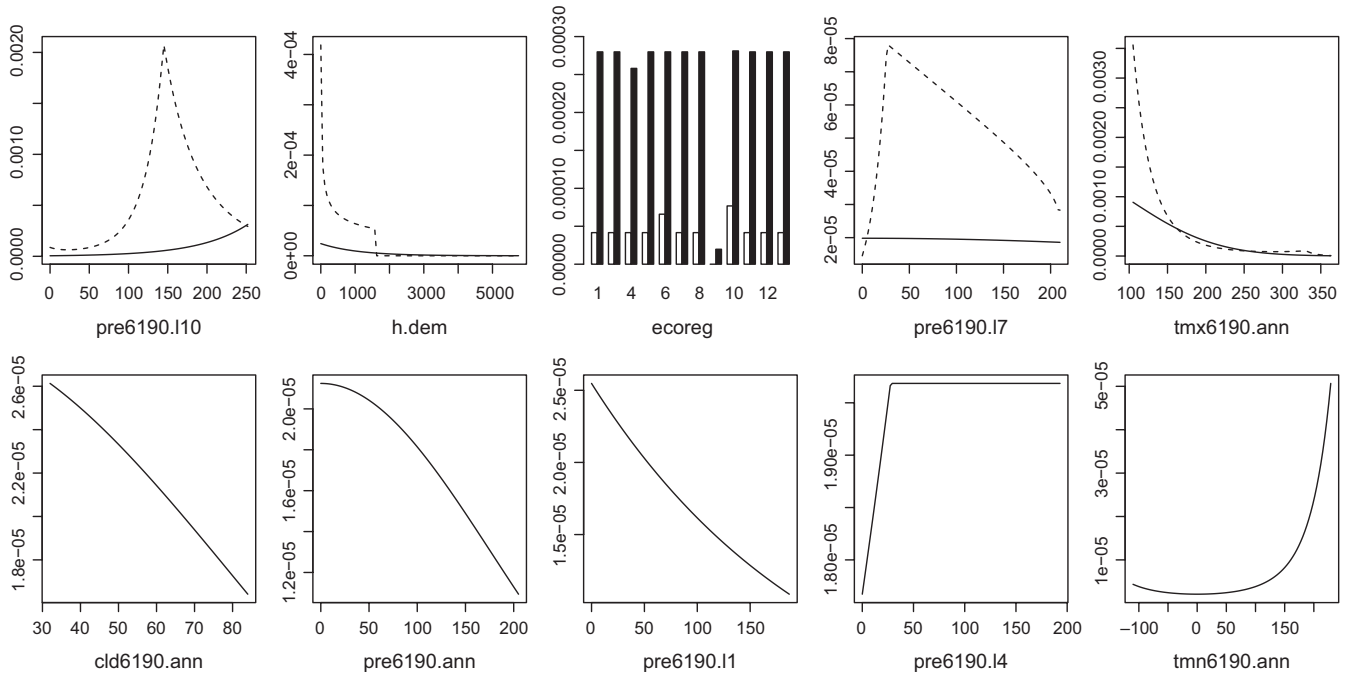 0.0000 0.0010 0.0020
0 50 100 150 200 250
pre6190.l10
0e+00 2e−04 4e−04
0 1000 3000 5000
h.dem
0.00000 0.00010 0.00020 0.00030
1 4 6 8 10 12
ecoreg
2e−05 4e−05 6e−05 8e−05
0 50 100 150 200
pre6190.l7
0.0000 0.0010 0.0020 0.0030
100 150 200 250 300 350
tmx6190.ann
1.8e−05 2.2e−05 2.6e−05
30 40 50 60 70 80
cld6190.ann
1.2e−05 1.6e−05 2.0e−05
0 50 100 150 200
pre6190.ann
1.5e−05 2.0e−05 2.5e−05
0 50 100 150
pre6190.l1
1.80e−05 1.90e−05
0 50 100 150 200
pre6190.l4
1e−05 3e−05 5e−05
−100 0 50 150
tmn6190.ann